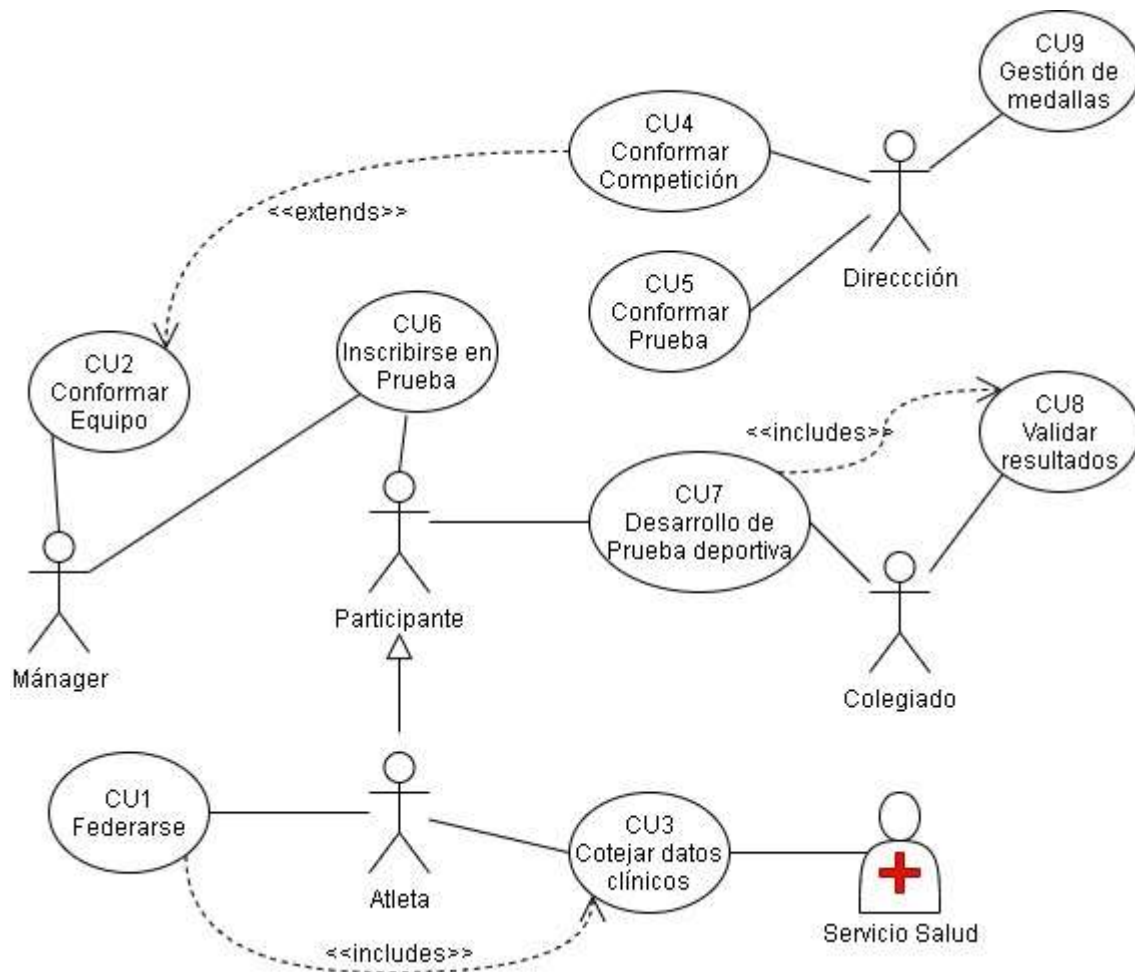 CU9
Gestión de
medallas
CU4
Conformar
Competición
<<extends>>
Direccción
CU5
Conformar
Prueba
CU6
Inscribirse en
Prueba
CU2
Conformar
Equipo
CU8
Validar
resultados
<<includes>>
CU7
Desarrollo de
Prueba deportiva
Participante
Mánager
Colegiado
CU1
Federarse
CU3
Cotejar datos
clínicos
Atleta
Servicio Salud
<<includes>>